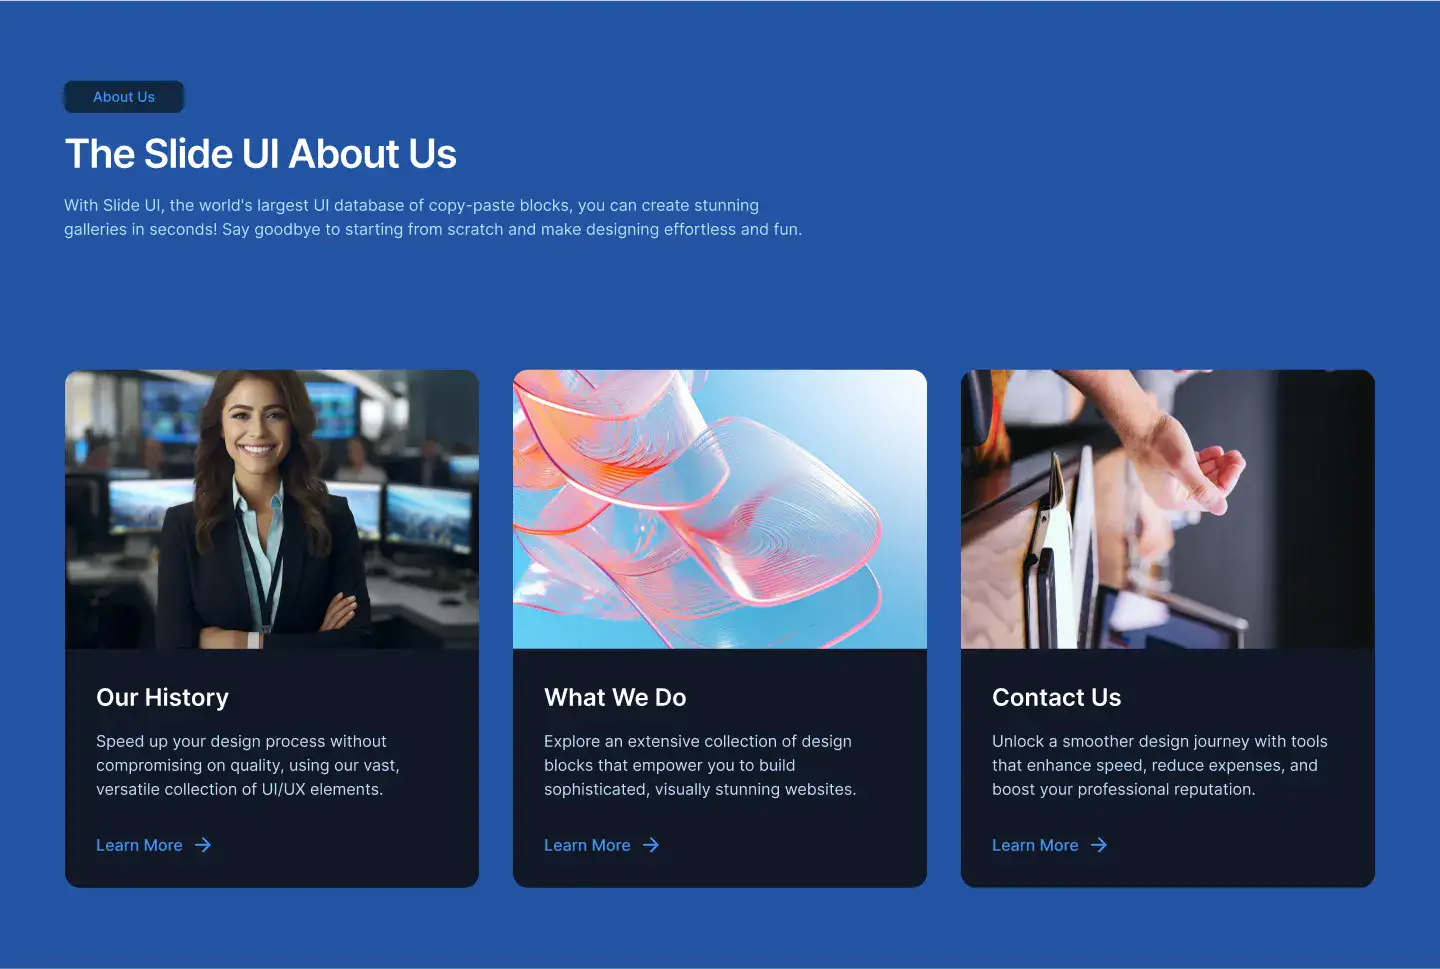 About Us
The Slide UI About Us
With Slide UI, the world's largest UI database of copy-paste blocks, you can create stunning
galleries in seconds! Say goodbye to starting from scratch and make designing effortless and fun.
Our History
Speed up your design process without
compromising on quality, using our vast,
versatile collection of UI/UX elements.
Learn More
What We Do
Explore an extensive collection of design
blocks that empower you to build
sophisticated, visually stunning websites.
Learn More
Contact Us
Unlock a smoother design journey with tools
that enhance speed, reduce expenses, and
boost your professional reputation.
Learn More